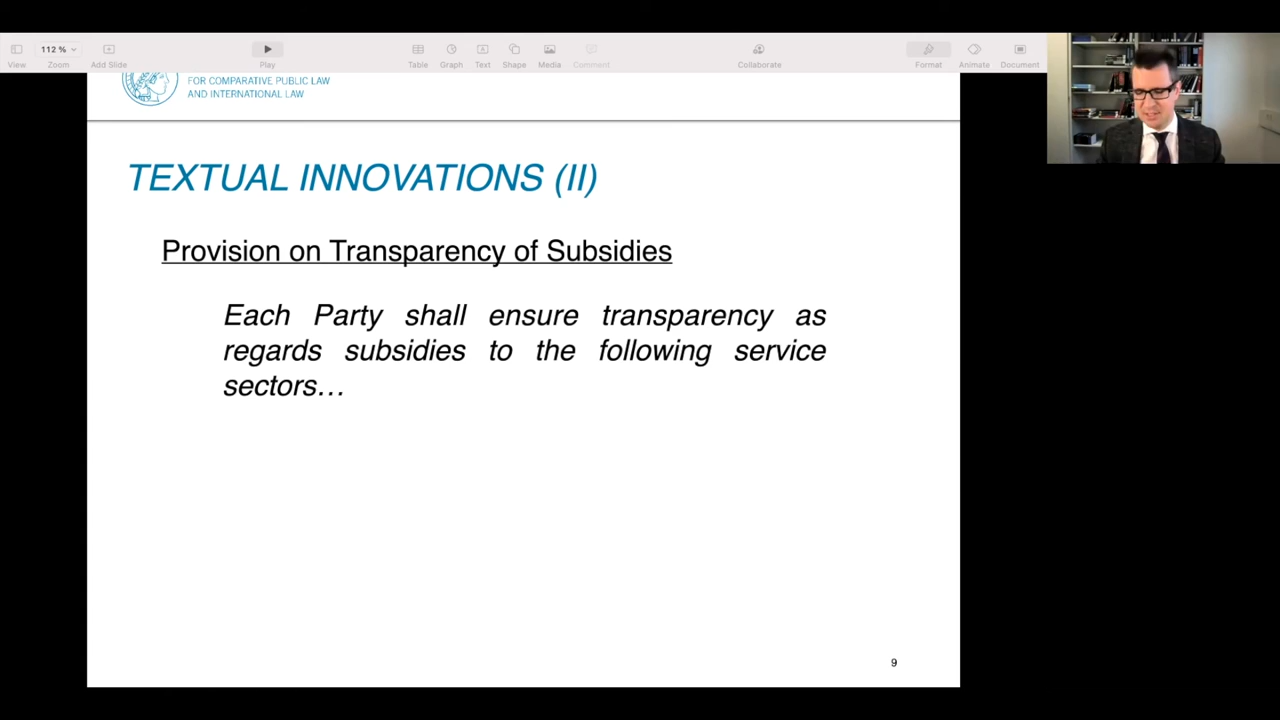 112 %
View
Zoom
Add Slide
Play
Table
Graph
Text
Shape
Media
Comment
Collaborate
Format
Animate
Document
FOR COMPARATIVE PUBLIC LAW
AND INTERNATIONAL LAW
TEXTUAL INNOVATIONS (II)
Provision on Transparency of Subsidies
Each Party shall ensure transparency as
regards subsidies to the following service
sectors…
9